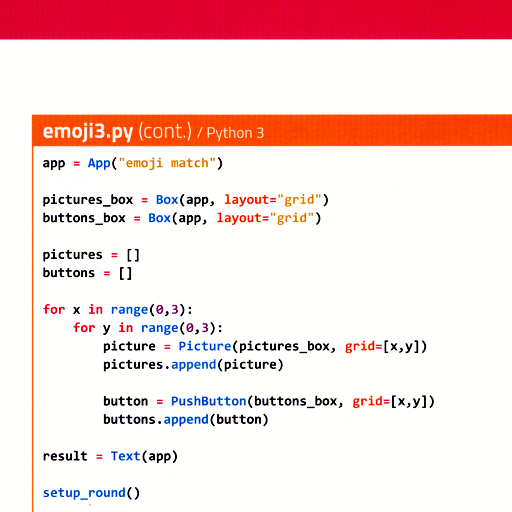 emoji3.py (cont.) / Python 3
app = App("emoji match")
pictures_box = Box(app, layout="grid")
buttons_box = Box(app, layout="grid")
pictures = []
buttons = []
for x in range(0,3):
    for y in range(0,3):
        picture = Picture(pictures_box, grid=[x,y])
        pictures.append(picture)
        button = PushButton(buttons_box, grid=[x,y])
        buttons.append(button)
result = Text(app)
setup_round()